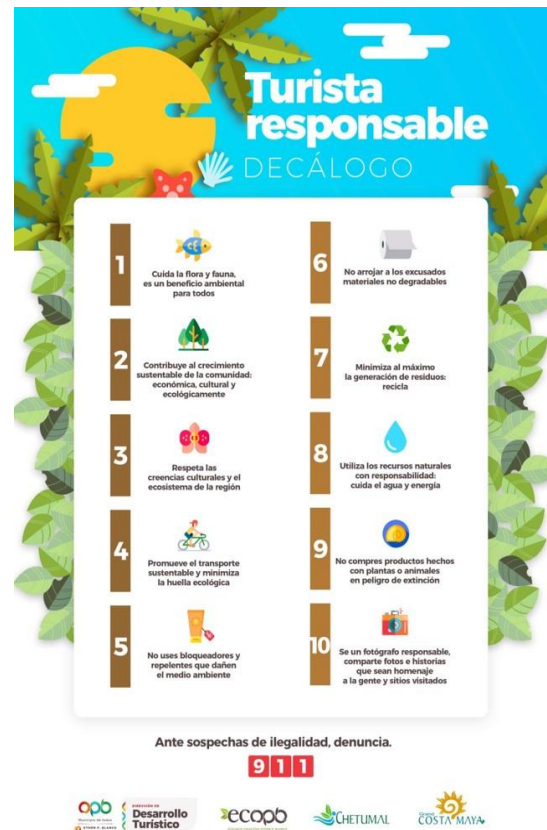 Turista
responsable
DECÁLOGO
1
Cuida la flora y fauna,
es un beneficio ambiental
para todos
2
Contribuye al crecimiento
sustentable de la comunidad:
económica, cultural y
ecológicamente
3
Respeta las
creencias culturales y el
ecosistema de la región
4
Promueve el transporte
sustentable y minimiza
la huella ecológica
5
No uses bloqueadores y
repelentes que dañen
el medio ambiente
6
No arrojar a los excusados
materiales no degradables
7
Minimiza al máximo
la generación de residuos:
recicla
8
Utiliza los recursos naturales
con responsabilidad:
cuida el agua y energía
9
No compres productos hechos
con plantas o animales
en peligro de extinción
10
Se un fotógrafo responsable,
comparte fotos e historias
que sean homenaje
a la gente y sitios visitados
Ante sospechas de ilegalidad, denuncia.
911
OPB
OTHÓN P. BLANCO
DIRECCIÓN DE
Desarrollo
Turístico
ecopb
CHETUMAL
COSTA MAYA